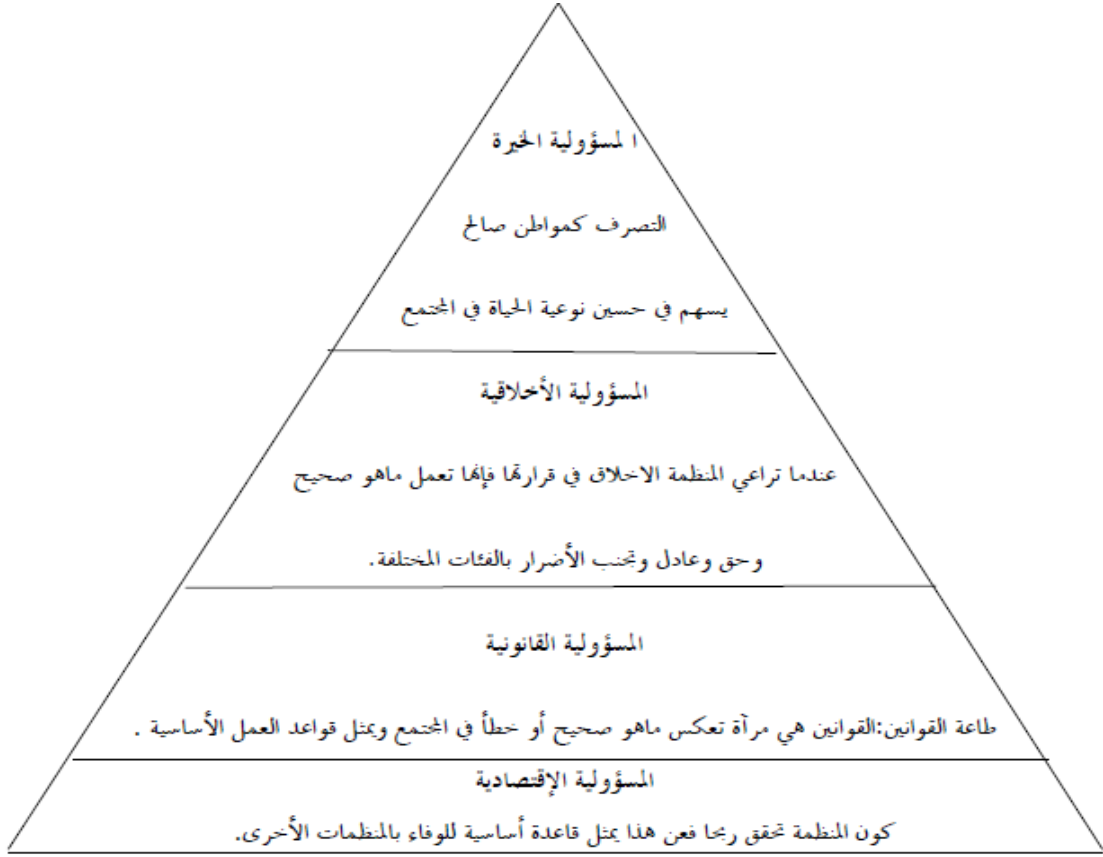 ا لمسؤولية الخيرة
التصرف كمواطن صالح
يسهم في حسين نوعية الحياة في المجتمع
المسؤولية الأخلاقية
عندما تراعي المنظمة الاخلاق في قرارتها فإنها تعمل ماهو صحيح
وحق وعادل وتجنب الأضرار بالفئات المختلفة.
المسؤولية القانونية
طاعة القوانين:القوانين هي مرآة تعكس ماهو صحيح أو خطأ في المجتمع ويمثل قواعد العمل الأساسية .
المسؤولية الإقتصادية
كون المنظمة تحقق ربحا فعن هذا يمثل قاعدة أساسية للوفاء بالمنظمات الأخرى.